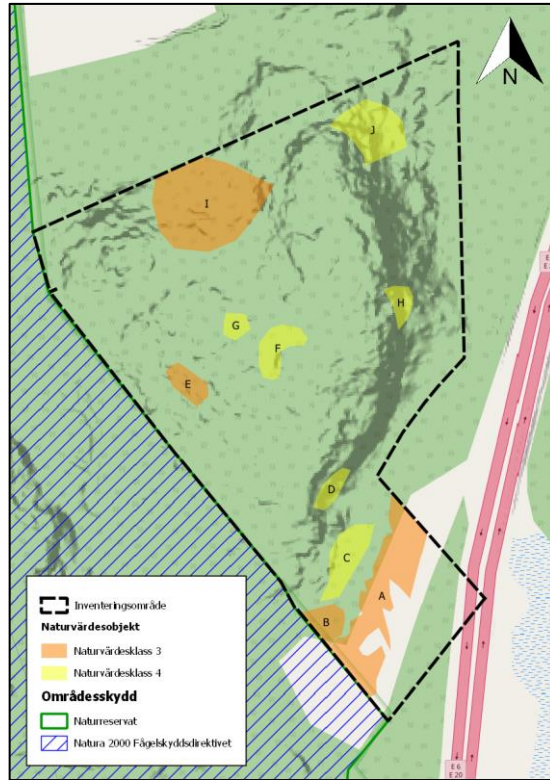 N
J
I
H
G
F
E
D
C
A
B
Inventeringsområde
Naturvärdesobjekt
Naturvärdesklass 3
Naturvärdesklass 4
Områdesskydd
Naturreservat
Natura 2000 Fågelskyddsdirektivet
E 6
E 20